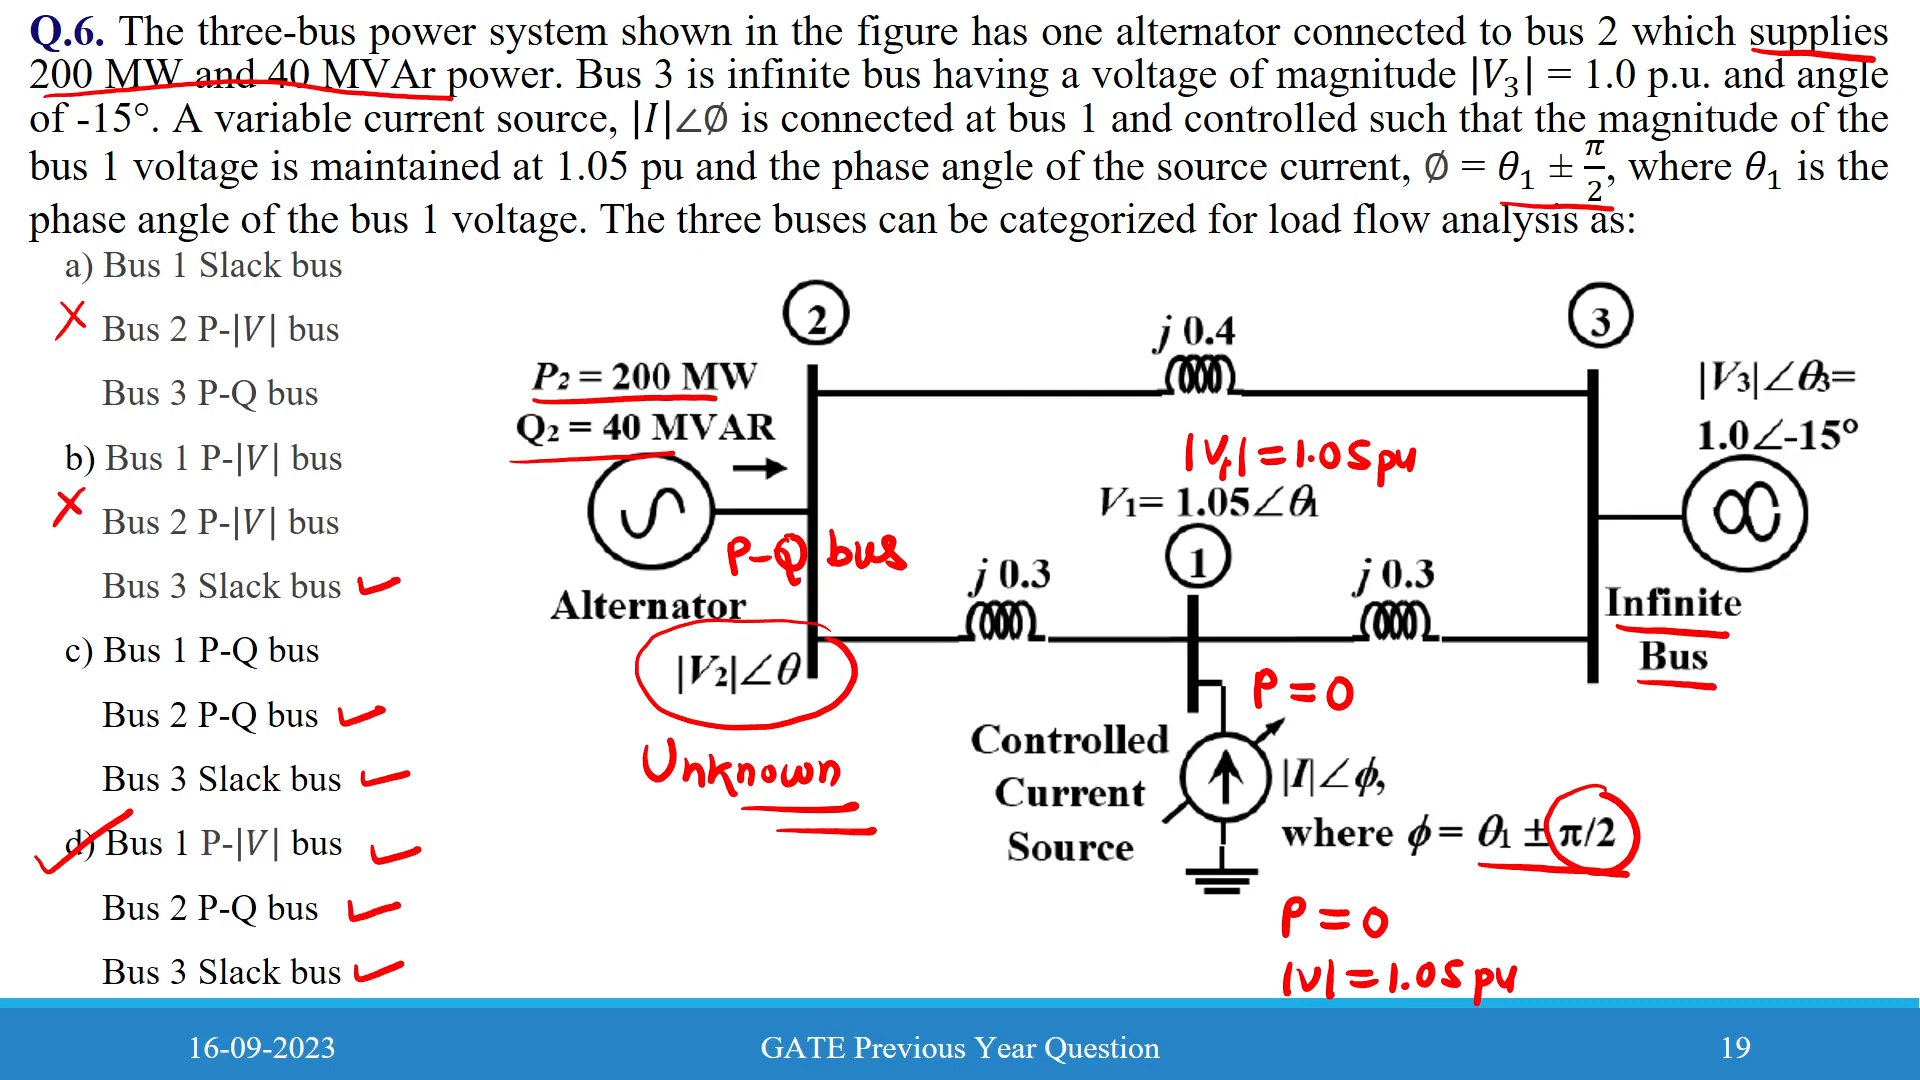 Q.6. The three-bus power system shown in the figure has one alternator connected to bus 2 which supplies
200 MW and 40 MVAr power. Bus 3 is infinite bus having a voltage of magnitude |V₃| = 1.0 p.u. and angle
of -15°. A variable current source, |I|∠∅ is connected at bus 1 and controlled such that the magnitude of the
bus 1 voltage is maintained at 1.05 pu and the phase angle of the source current, ∅ = θ₁ ± π/2, where θ₁ is the
phase angle of the bus 1 voltage. The three buses can be categorized for load flow analysis as:
a) Bus 1 Slack bus
Bus 2 P-|V| bus
Bus 3 P-Q bus
b) Bus 1 P-|V| bus
Bus 2 P-|V| bus
Bus 3 Slack bus
c) Bus 1 P-Q bus
Bus 2 P-Q bus
Bus 3 Slack bus
d) Bus 1 P-|V| bus
Bus 2 P-Q bus
Bus 3 Slack bus
2
3
j 0.4
P₂ = 200 MW
Q₂ = 40 MVAR
|V₃|∠θ₃=
1.0∠-15°
|V₁| = 1.05 pu
V₁= 1.05∠θ₁
1
P-Q bus
j 0.3
j 0.3
Alternator
Infinite
Bus
|V₂|∠θ
P = 0
Unknown
Controlled
Current
Source
|I|∠ϕ,
where ϕ = θ₁ ± π/2
P = 0
|V| = 1.05 pu
16-09-2023
GATE Previous Year Question
19